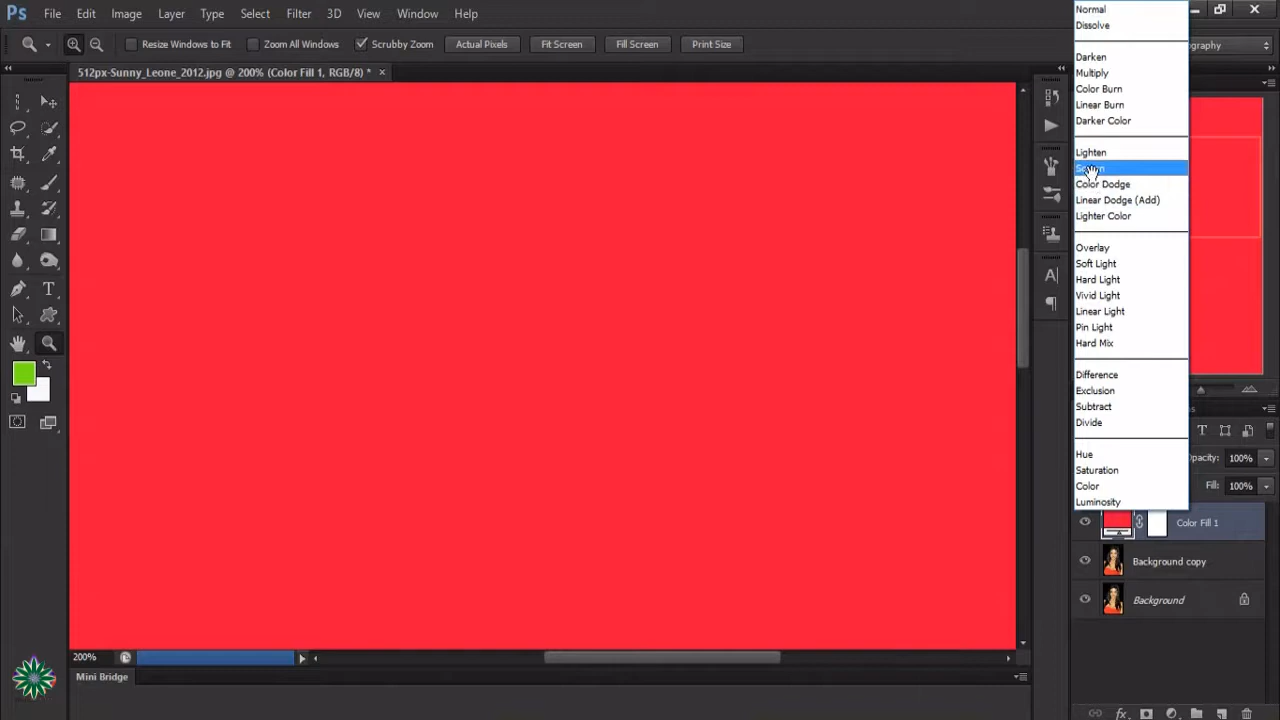 Ps File Edit Image Layer Type Select Filter 3D View Window Help
Resize Windows to Fit Zoom All Windows Scrubby Zoom Actual Pixels Fit Screen Fill Screen Print Size
512px-Sunny_Leone_2012.jpg @ 200% (Color Fill 1, RGB/8) *
Normal
Dissolve
Darken
Multiply
Color Burn
Linear Burn
Darker Color
Lighten
Color Dodge
Linear Dodge (Add)
Lighter Color
Overlay
Soft Light
Hard Light
Vivid Light
Linear Light
Pin Light
Hard Mix
Difference
Exclusion
Subtract
Divide
Hue
Saturation
Color
Luminosity
100%
Fill: 100%
Color Fill 1
Background copy
Background
200%
Mini Bridge